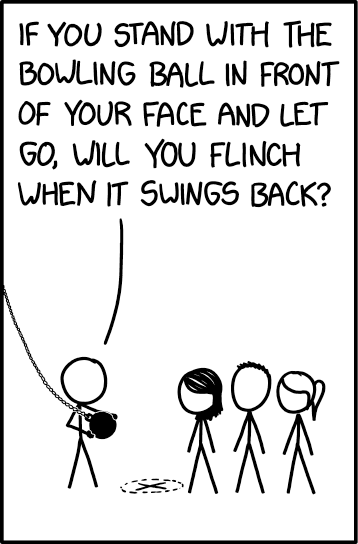 IF YOU STAND WITH THE
BOWLING BALL IN FRONT
OF YOUR FACE AND LET
GO, WILL YOU FLINCH
WHEN IT SWINGS BACK?